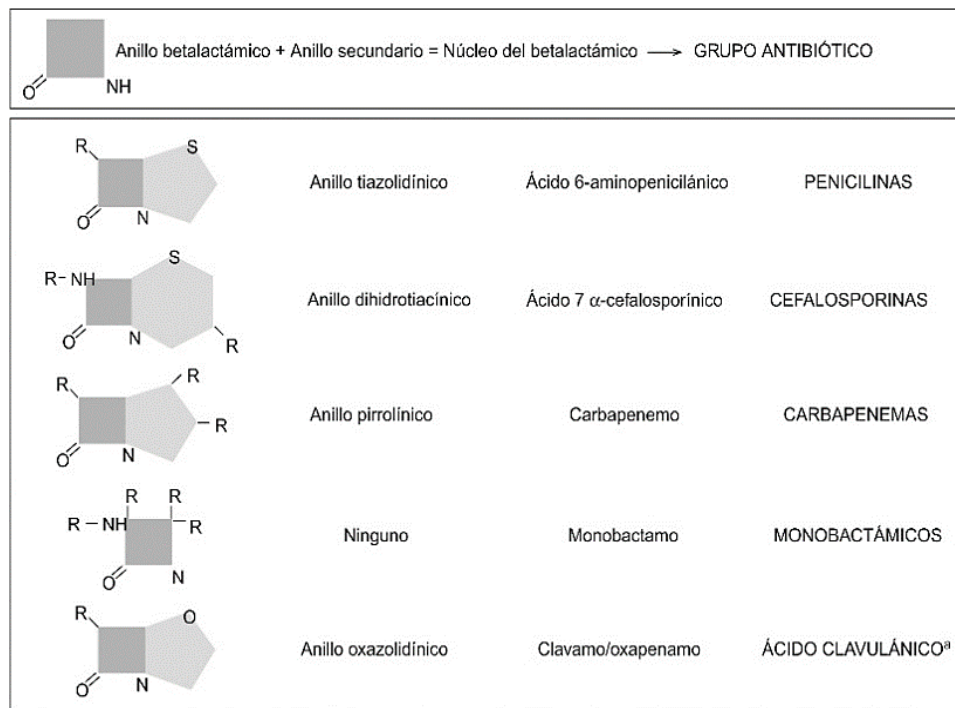 Anillo betalactámico + Anillo secundario = Núcleo del betalactámico → GRUPO ANTIBIÓTICO
O NH
R S
Anillo tiazolidínico Ácido 6-aminopenicilánico PENICILINAS
O N
S
R- NH
Anillo dihidrotiacínico Ácido 7 α-cefalosporínico CEFALOSPORINAS
O N
R
R R
Anillo pirrolínico Carbapenemo CARBAPENEMAS
R
O N
R R
R-NH R
Ninguno Monobactamo MONOBACTÁMICOS
O N
R O
Anillo oxazolidínico Clavamo/oxapenamo ÁCIDO CLAVULÁNICOª
O N